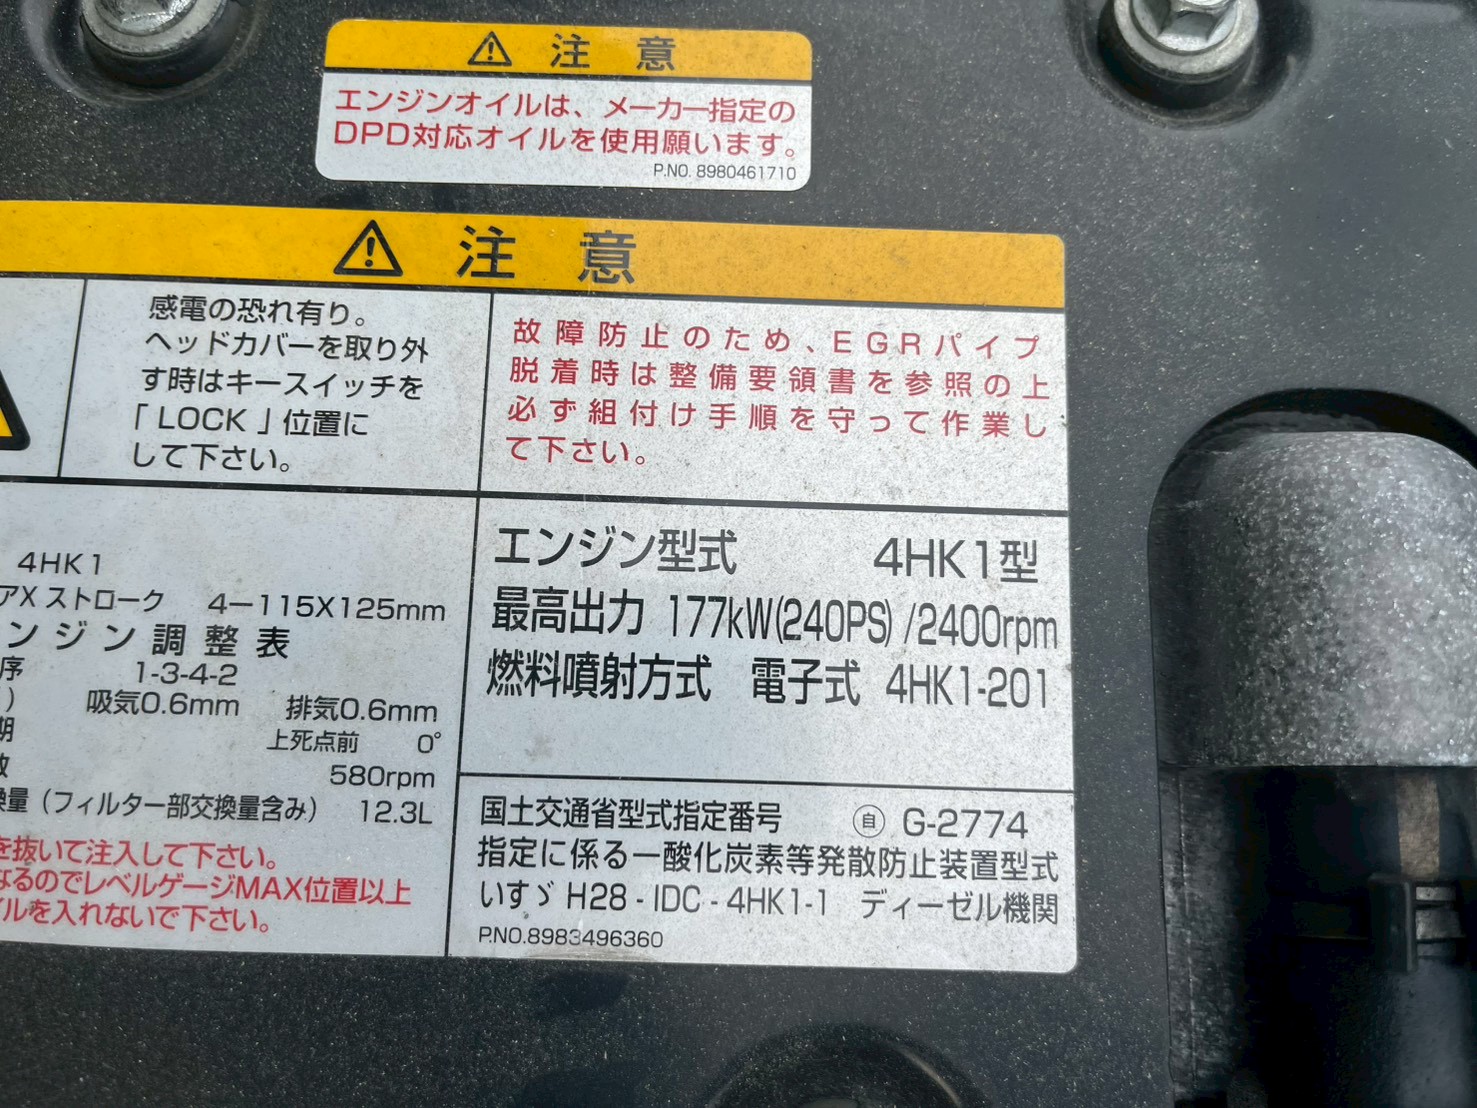 ⚠ 注 意
エンジンオイルは、メーカー指定の
DPD対応オイルを使用願います。
P.NO. 8980461710
⚠ 注 意
感電の恐れ有り。
ヘッドカバーを取り外
す時はキースイッチを
「LOCK」位置に
して下さい。
故障防止のため、EGRパイプ
脱着時は整備要領書を参照の上
必ず組付け手順を守って作業し
て下さい。
4HK1
アX ストローク 4ー115X125mm
ンジン調整表
序 1-3-4-2
) 吸気0.6mm 排気0.6mm
期 上死点前 0°
数 580rpm
換量（フィルター部交換量含み） 12.3L
を抜いて注入して下さい。
なるのでレベルゲージMAX位置以上
イルを入れないで下さい。
エンジン型式 4HK1型
最高出力 177kW(240PS)/2400rpm
燃料噴射方式 電子式 4HK1-201
国土交通省型式指定番号 ㊀自 G-2774
指定に係る一酸化炭素等発散防止装置型式
いすゞ H28 - IDC - 4HK1-1 ディーゼル機関
P.NO.8983496360